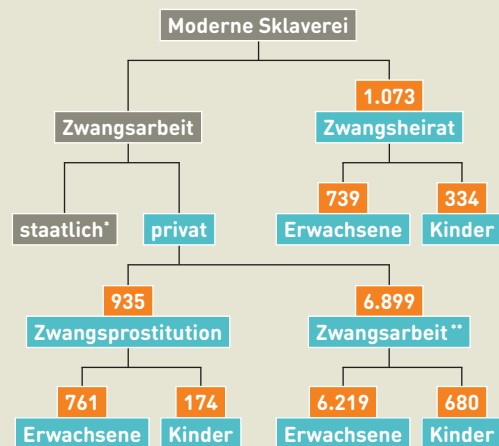 Moderne Sklaverei
1.073
Zwangsarbeit
Zwangsheirat
739
334
staatlich*
privat
Erwachsene
Kinder
935
6.899
Zwangsprostitution
Zwangsarbeit**
761
174
6.219
680
Erwachsene
Kinder
Erwachsene
Kinder